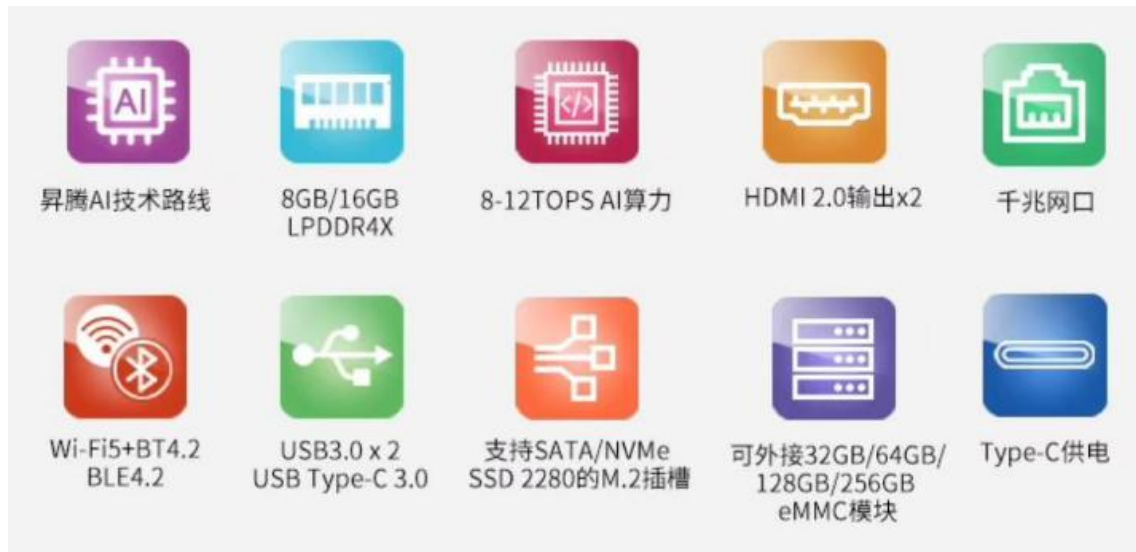 AI
昇腾AI技术路线
8GB/16GB
LPDDR4X
</>
8-12TOPS AI算力
HDMI 2.0输出x2
千兆网口
Wi-Fi5+BT4.2
BLE4.2
USB3.0 x 2
USB Type-C 3.0
支持SATA/NVMe
SSD 2280的M.2插槽
可外接32GB/64GB/
128GB/256GB
eMMC模块
Type-C供电